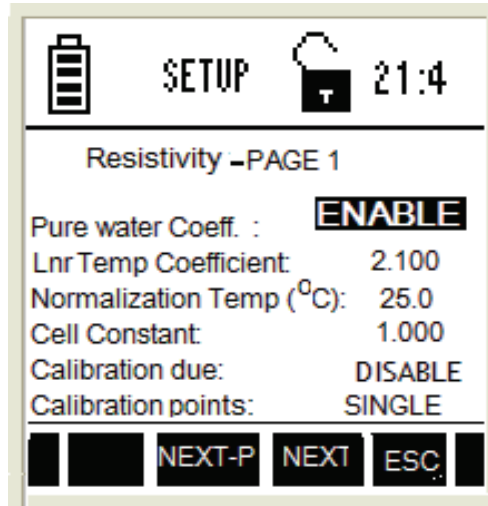 SETUP T 21:4
Resistivity -PAGE 1
Pure water Coeff. : ENABLE
Lnr Temp Coefficient: 2.100
Normalization Temp (⁰C): 25.0
Cell Constant: 1.000
Calibration due: DISABLE
Calibration points: SINGLE
NEXT-P NEXT ESC